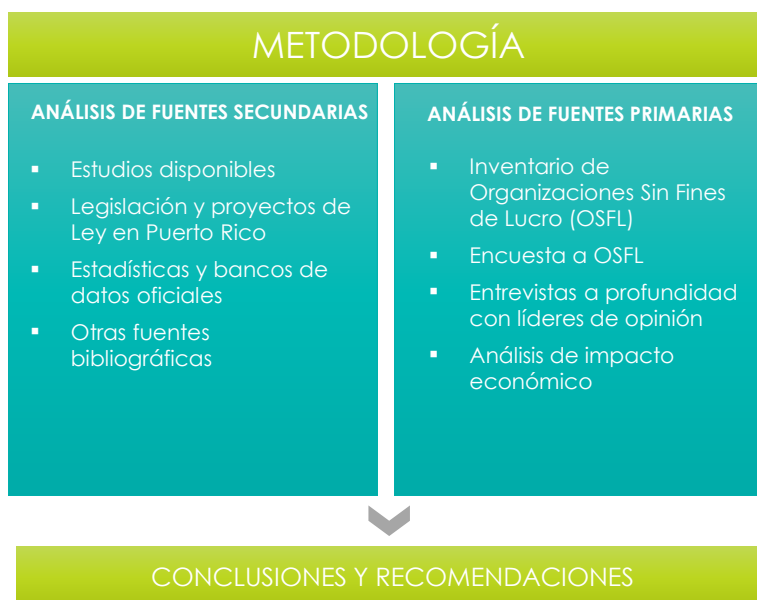 METODOLOGÍA
ANÁLISIS DE FUENTES SECUNDARIAS
▪ Estudios disponibles
▪ Legislación y proyectos de
Ley en Puerto Rico
▪ Estadísticas y bancos de
datos oficiales
▪ Otras fuentes
bibliográficas
ANÁLISIS DE FUENTES PRIMARIAS
▪ Inventario de
Organizaciones Sin Fines
de Lucro (OSFL)
▪ Encuesta a OSFL
▪ Entrevistas a profundidad
con líderes de opinión
▪ Análisis de impacto
económico
CONCLUSIONES Y RECOMENDACIONES